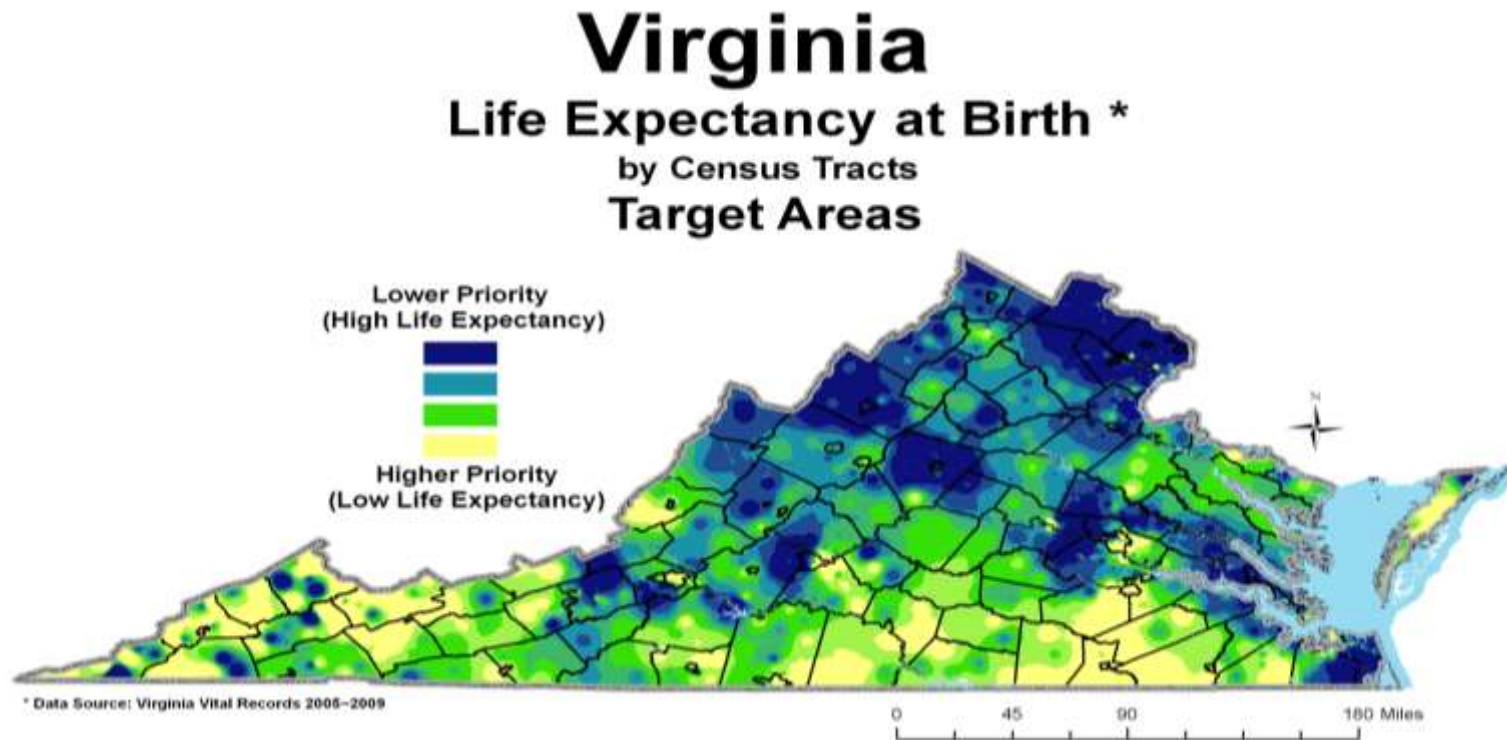 Virginia
Life Expectancy at Birth *
by Census Tracts
Target Areas
Lower Priority
(High Life Expectancy)
Higher Priority
(Low Life Expectancy)
N
* Data Source: Virginia Vital Records 2005-2009
0 45 90 180 Miles